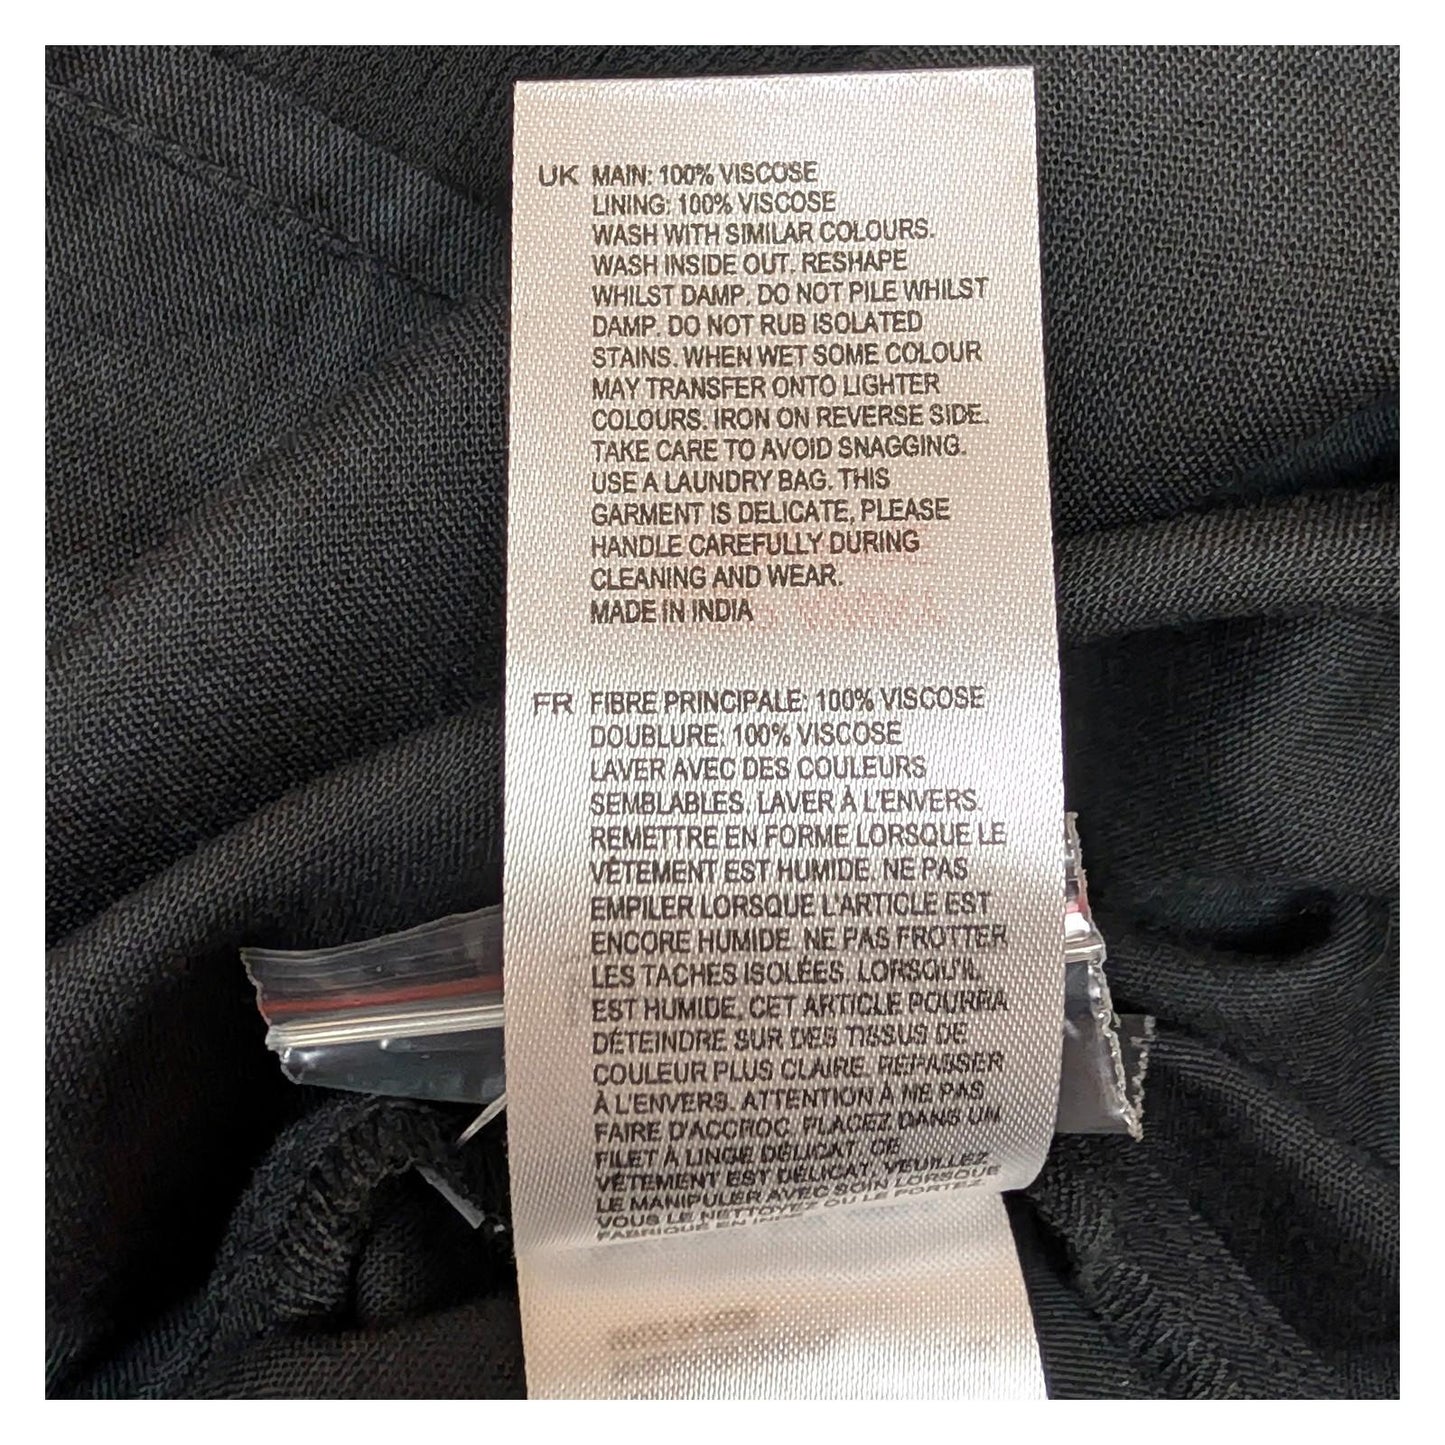 UK MAIN: 100% VISCOSE
LINING: 100% VISCOSE
WASH WITH SIMILAR COLOURS.
WASH INSIDE OUT. RESHAPE
WHILST DAMP. DO NOT PILE WHILST
DAMP. DO NOT RUB ISOLATED
STAINS. WHEN WET SOME COLOUR
MAY TRANSFER ONTO LIGHTER
COLOURS. IRON ON REVERSE SIDE.
TAKE CARE TO AVOID SNAGGING.
USE A LAUNDRY BAG. THIS
GARMENT IS DELICATE, PLEASE
HANDLE CAREFULLY DURING
CLEANING AND WEAR.
MADE IN INDIA
FR FIBRE PRINCIPALE: 100% VISCOSE
DOUBLURE: 100% VISCOSE
LAVER AVEC DES COULEURS
SEMBLABLES. LAVER À L'ENVERS.
REMETTRE EN FORME LORSQUE LE
VÊTEMENT EST HUMIDE. NE PAS
EMPILER LORSQUE L'ARTICLE EST
ENCORE HUMIDE. NE PAS FROTTER
LES TACHES ISOLÉES. LORSQU'IL
EST HUMIDE, CET ARTICLE POURRA
DÉTEINDRE SUR DES TISSUS DE
COULEUR PLUS CLAIRE. REPASSER
À L'ENVERS. ATTENTION À NE PAS
FAIRE D'ACCROC. PLACEZ DANS UN
FILET À LINGE DÉLICAT. CE
VÊTEMENT EST DÉLICAT, VEUILLEZ
LE MANIPULER AVEC SOIN LORSQUE
VOUS LE NETTOYEZ OU LE PORTEZ.
FABRIQUÉ EN INDE